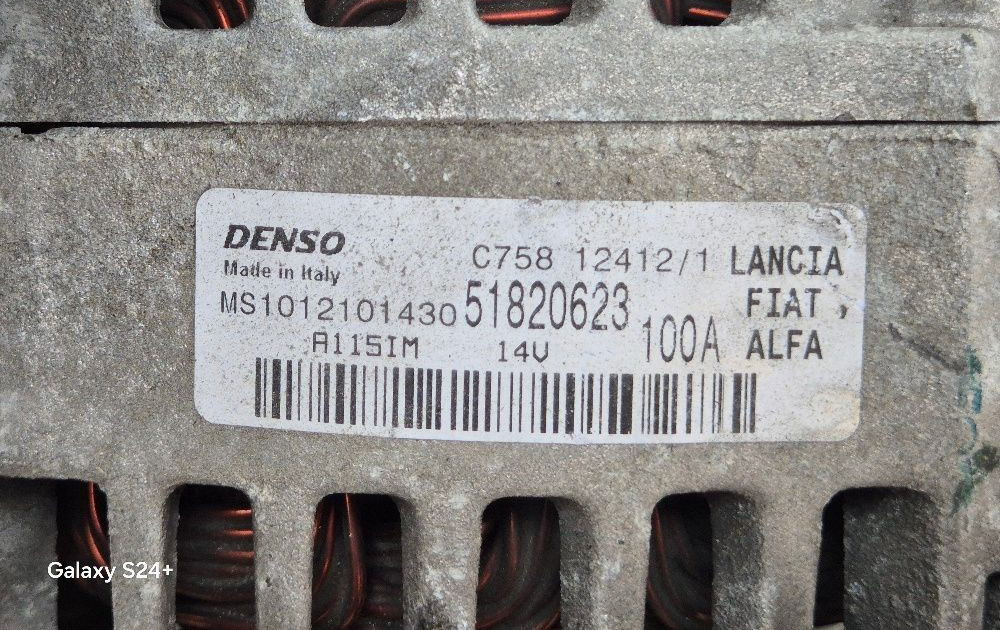 DENSO
Made in Italy
C758 12412/1 LANCIA
MS1012101430 51820623 FIAT,
A115IM 14V 100A ALFA
Galaxy S24+